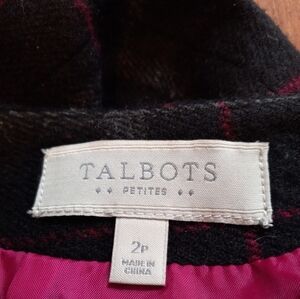 TALBOTS
PETITES
2P
MADE IN
CHINA